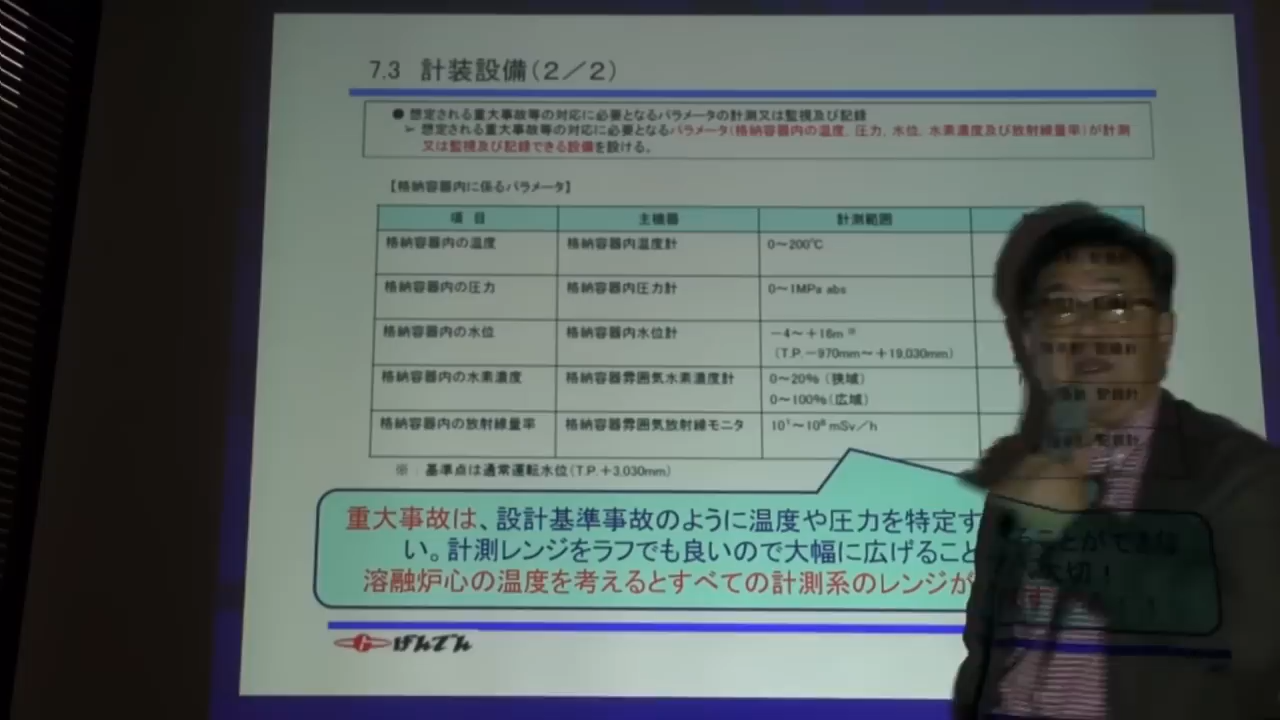 7.3 計装設備(2／2)
● 想定される重大事故等の対応に必要となるパラメータの計測又は監視及び記録
➢ 想定される重大事故等の対応に必要となるパラメータ(格納容器内の温度、圧力、水位、水素濃度及び放射線量率)が計測
又は監視及び記録できる設備を設ける。
【格納容器内に係るパラメータ】
項 目 主機器 計測範囲
格納容器内の温度 格納容器内温度計 0～200℃
格納容器内の圧力 格納容器内圧力計 0～1MPa abs
格納容器内の水位 格納容器内水位計 －4～＋16m ※
(T.P.－970mm～＋19,030mm)
格納容器内の水素濃度 格納容器雰囲気水素濃度計 0～20% (狭域)
0～100%(広域)
格納容器内の放射線量率 格納容器雰囲気放射線モニタ 10¹～10⁸ mSv／h
※ : 基準点は通常運転水位(T.P.＋3,030mm)
重大事故は、設計基準事故のように温度や圧力を特定す
い。計測レンジをラフでも良いので大幅に広げること 大切！
溶融炉心の温度を考えるとすべての計測系のレンジが
げんでん